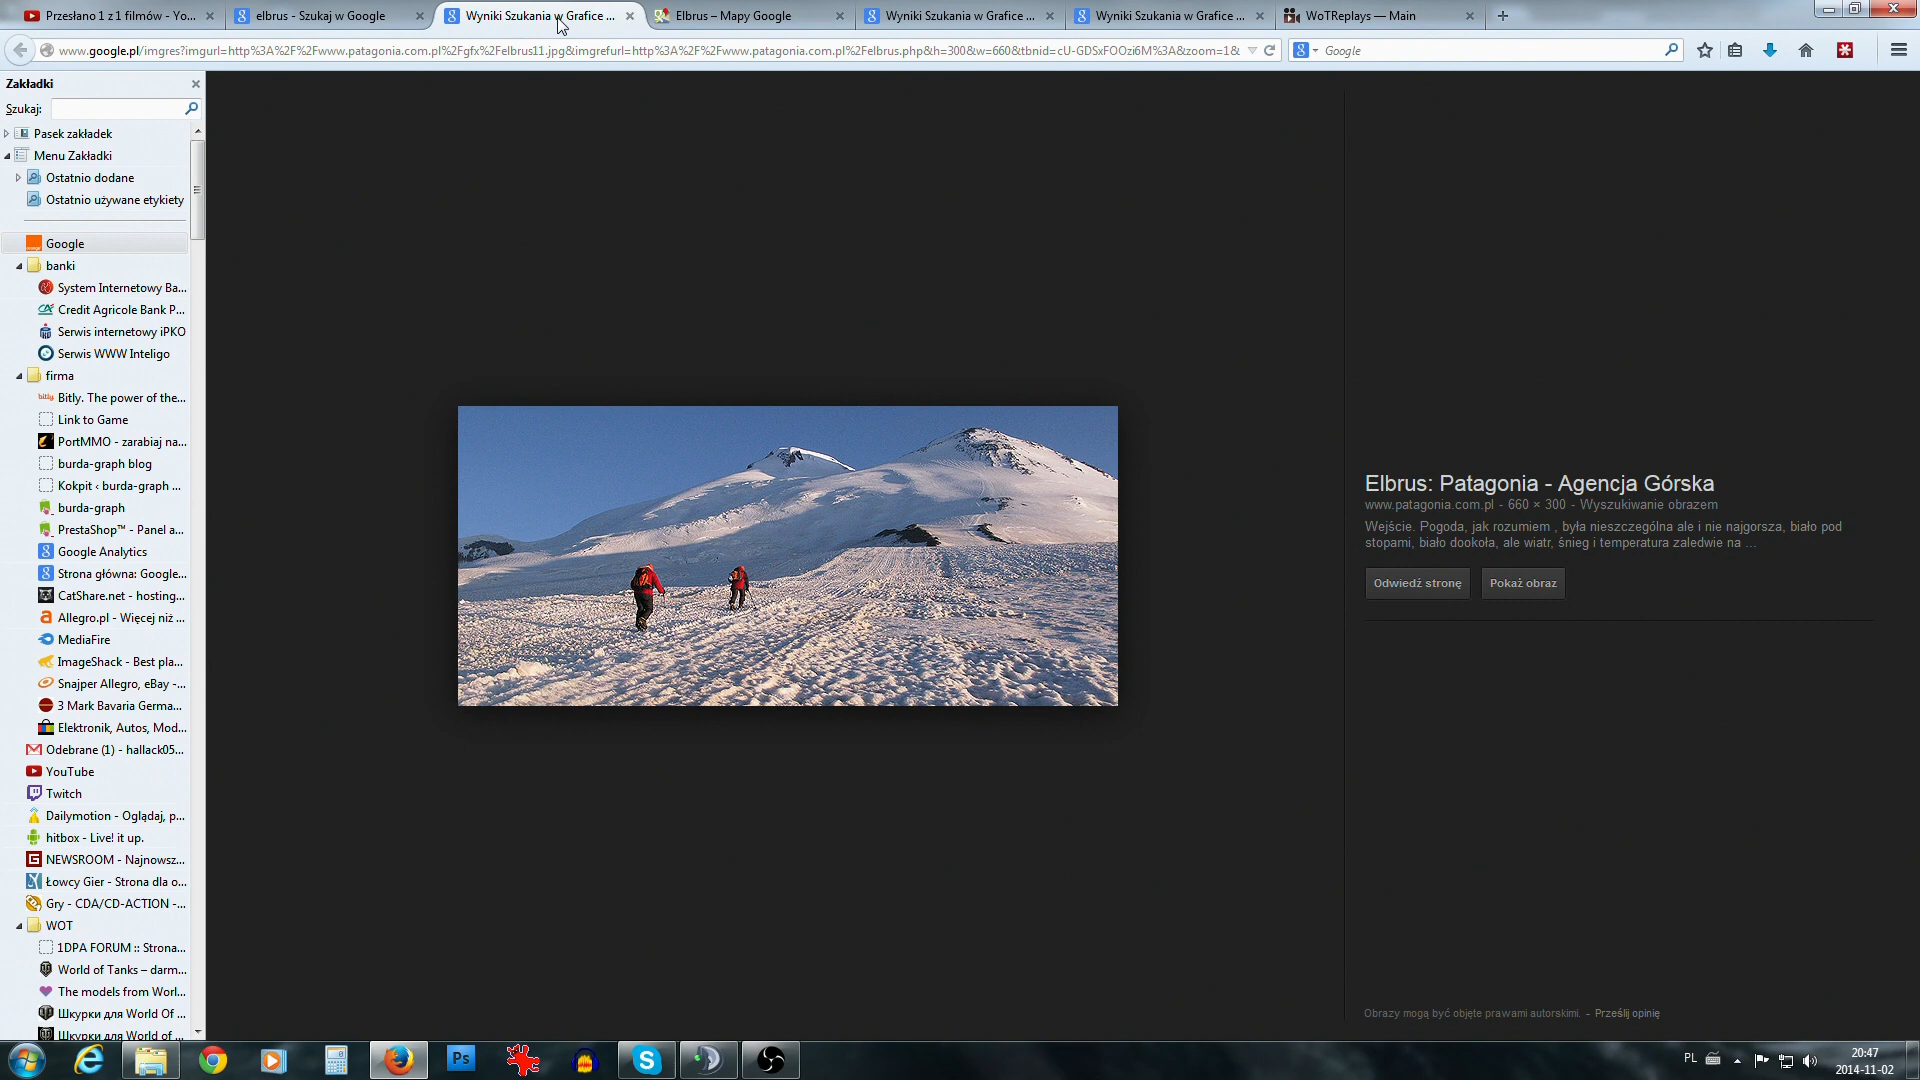 Przesłano 1 z 1 filmów - Yo...
elbrus - Szukaj w Google
Wyniki Szukania w Grafice ...
Elbrus – Mapy Google
Wyniki Szukania w Grafice ...
Wyniki Szukania w Grafice ...
WoTReplays — Main
www.google.pl/imgres?imgurl=http%3A%2F%2Fwww.patagonia.com.pl%2Fgfx%2Felbrus11.jpg&imgrefurl=http%3A%2F%2Fwww.patagonia.com.pl%2Felbrus.php&h=300&w=660&tbnid=cU-GDSxFOOzi6M%3A&zoom=1&
Google
Zakładki
Szukaj:
Pasek zakładek
Menu Zakładki
Ostatnio dodane
Ostatnio używane etykiety
Google
banki
System Internetowy Ba...
Credit Agricole Bank P...
Serwis internetowy iPKO
Serwis WWW Inteligo
firma
Bitly. The power of the...
Link to Game
PortMMO - zarabiaj na...
burda-graph blog
Kokpit ‹ burda-graph ...
burda-graph
PrestaShop™ - Panel a...
Google Analytics
Strona główna: Google...
CatShare.net - hosting...
Allegro.pl - Więcej niż ...
MediaFire
ImageShack - Best pla...
Snajper Allegro, eBay -...
3 Mark Bavaria Germa...
Elektronik, Autos, Mod...
Odebrane (1) - hallack05...
YouTube
Twitch
Dailymotion - Oglądaj, p...
hitbox - Live! it up.
NEWSROOM - Najnowsz...
Łowcy Gier - Strona dla o...
Gry - CDA/CD-ACTION -...
WOT
1DPA FORUM :: Strona...
World of Tanks – darm...
The models from Worl...
Шкурки для World Of ...
Шкурки для World of ...
Elbrus: Patagonia - Agencja Górska
www.patagonia.com.pl - 660 × 300 - Wyszukiwanie obrazem
Wejście. Pogoda, jak rozumiem , była nieszczególna ale i nie najgorsza, biało pod
stopami, biało dookoła, ale wiatr, śnieg i temperatura zaledwie na ...
Odwiedź stronę
Pokaż obraz
Obrazy mogą być objęte prawami autorskimi. - Prześlij opinię
PL
20:47
2014-11-02